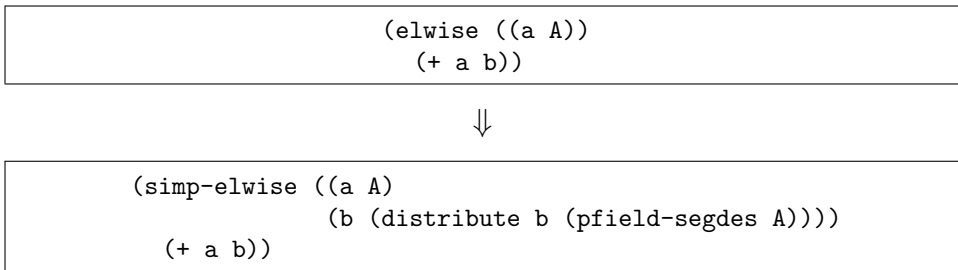 (elwise ((a A))
(+ a b))
⇓
(simp-elwise ((a A)
(b (distribute b (pfield-segdes A))))
(+ a b))